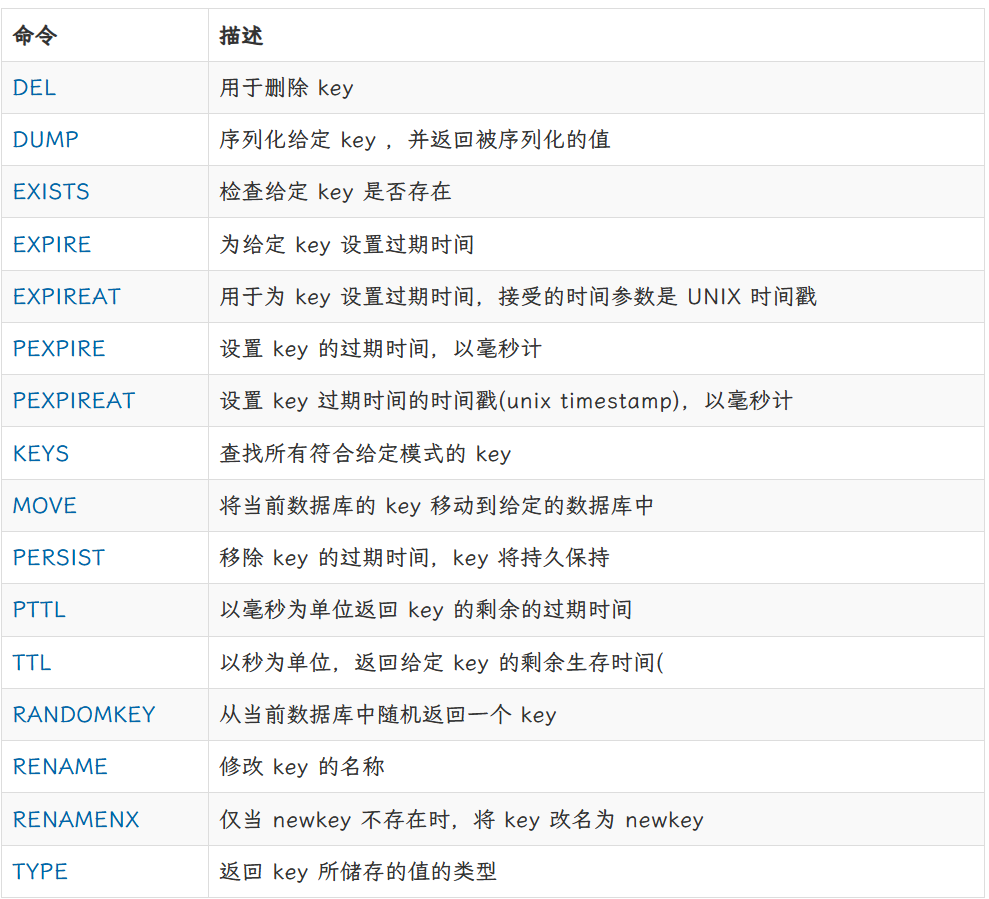 命令 描述
DEL 用于删除 key
DUMP 序列化给定 key ，并返回被序列化的值
EXISTS 检查给定 key 是否存在
EXPIRE 为给定 key 设置过期时间
EXPIREAT 用于为 key 设置过期时间，接受的时间参数是 UNIX 时间戳
PEXPIRE 设置 key 的过期时间，以毫秒计
PEXPIREAT 设置 key 过期时间的时间戳(unix timestamp)，以毫秒计
KEYS 查找所有符合给定模式的 key
MOVE 将当前数据库的 key 移动到给定的数据库中
PERSIST 移除 key 的过期时间，key 将持久保持
PTTL 以毫秒为单位返回 key 的剩余的过期时间
TTL 以秒为单位，返回给定 key 的剩余生存时间(
RANDOMKEY 从当前数据库中随机返回一个 key
RENAME 修改 key 的名称
RENAMENX 仅当 newkey 不存在时，将 key 改名为 newkey
TYPE 返回 key 所储存的值的类型